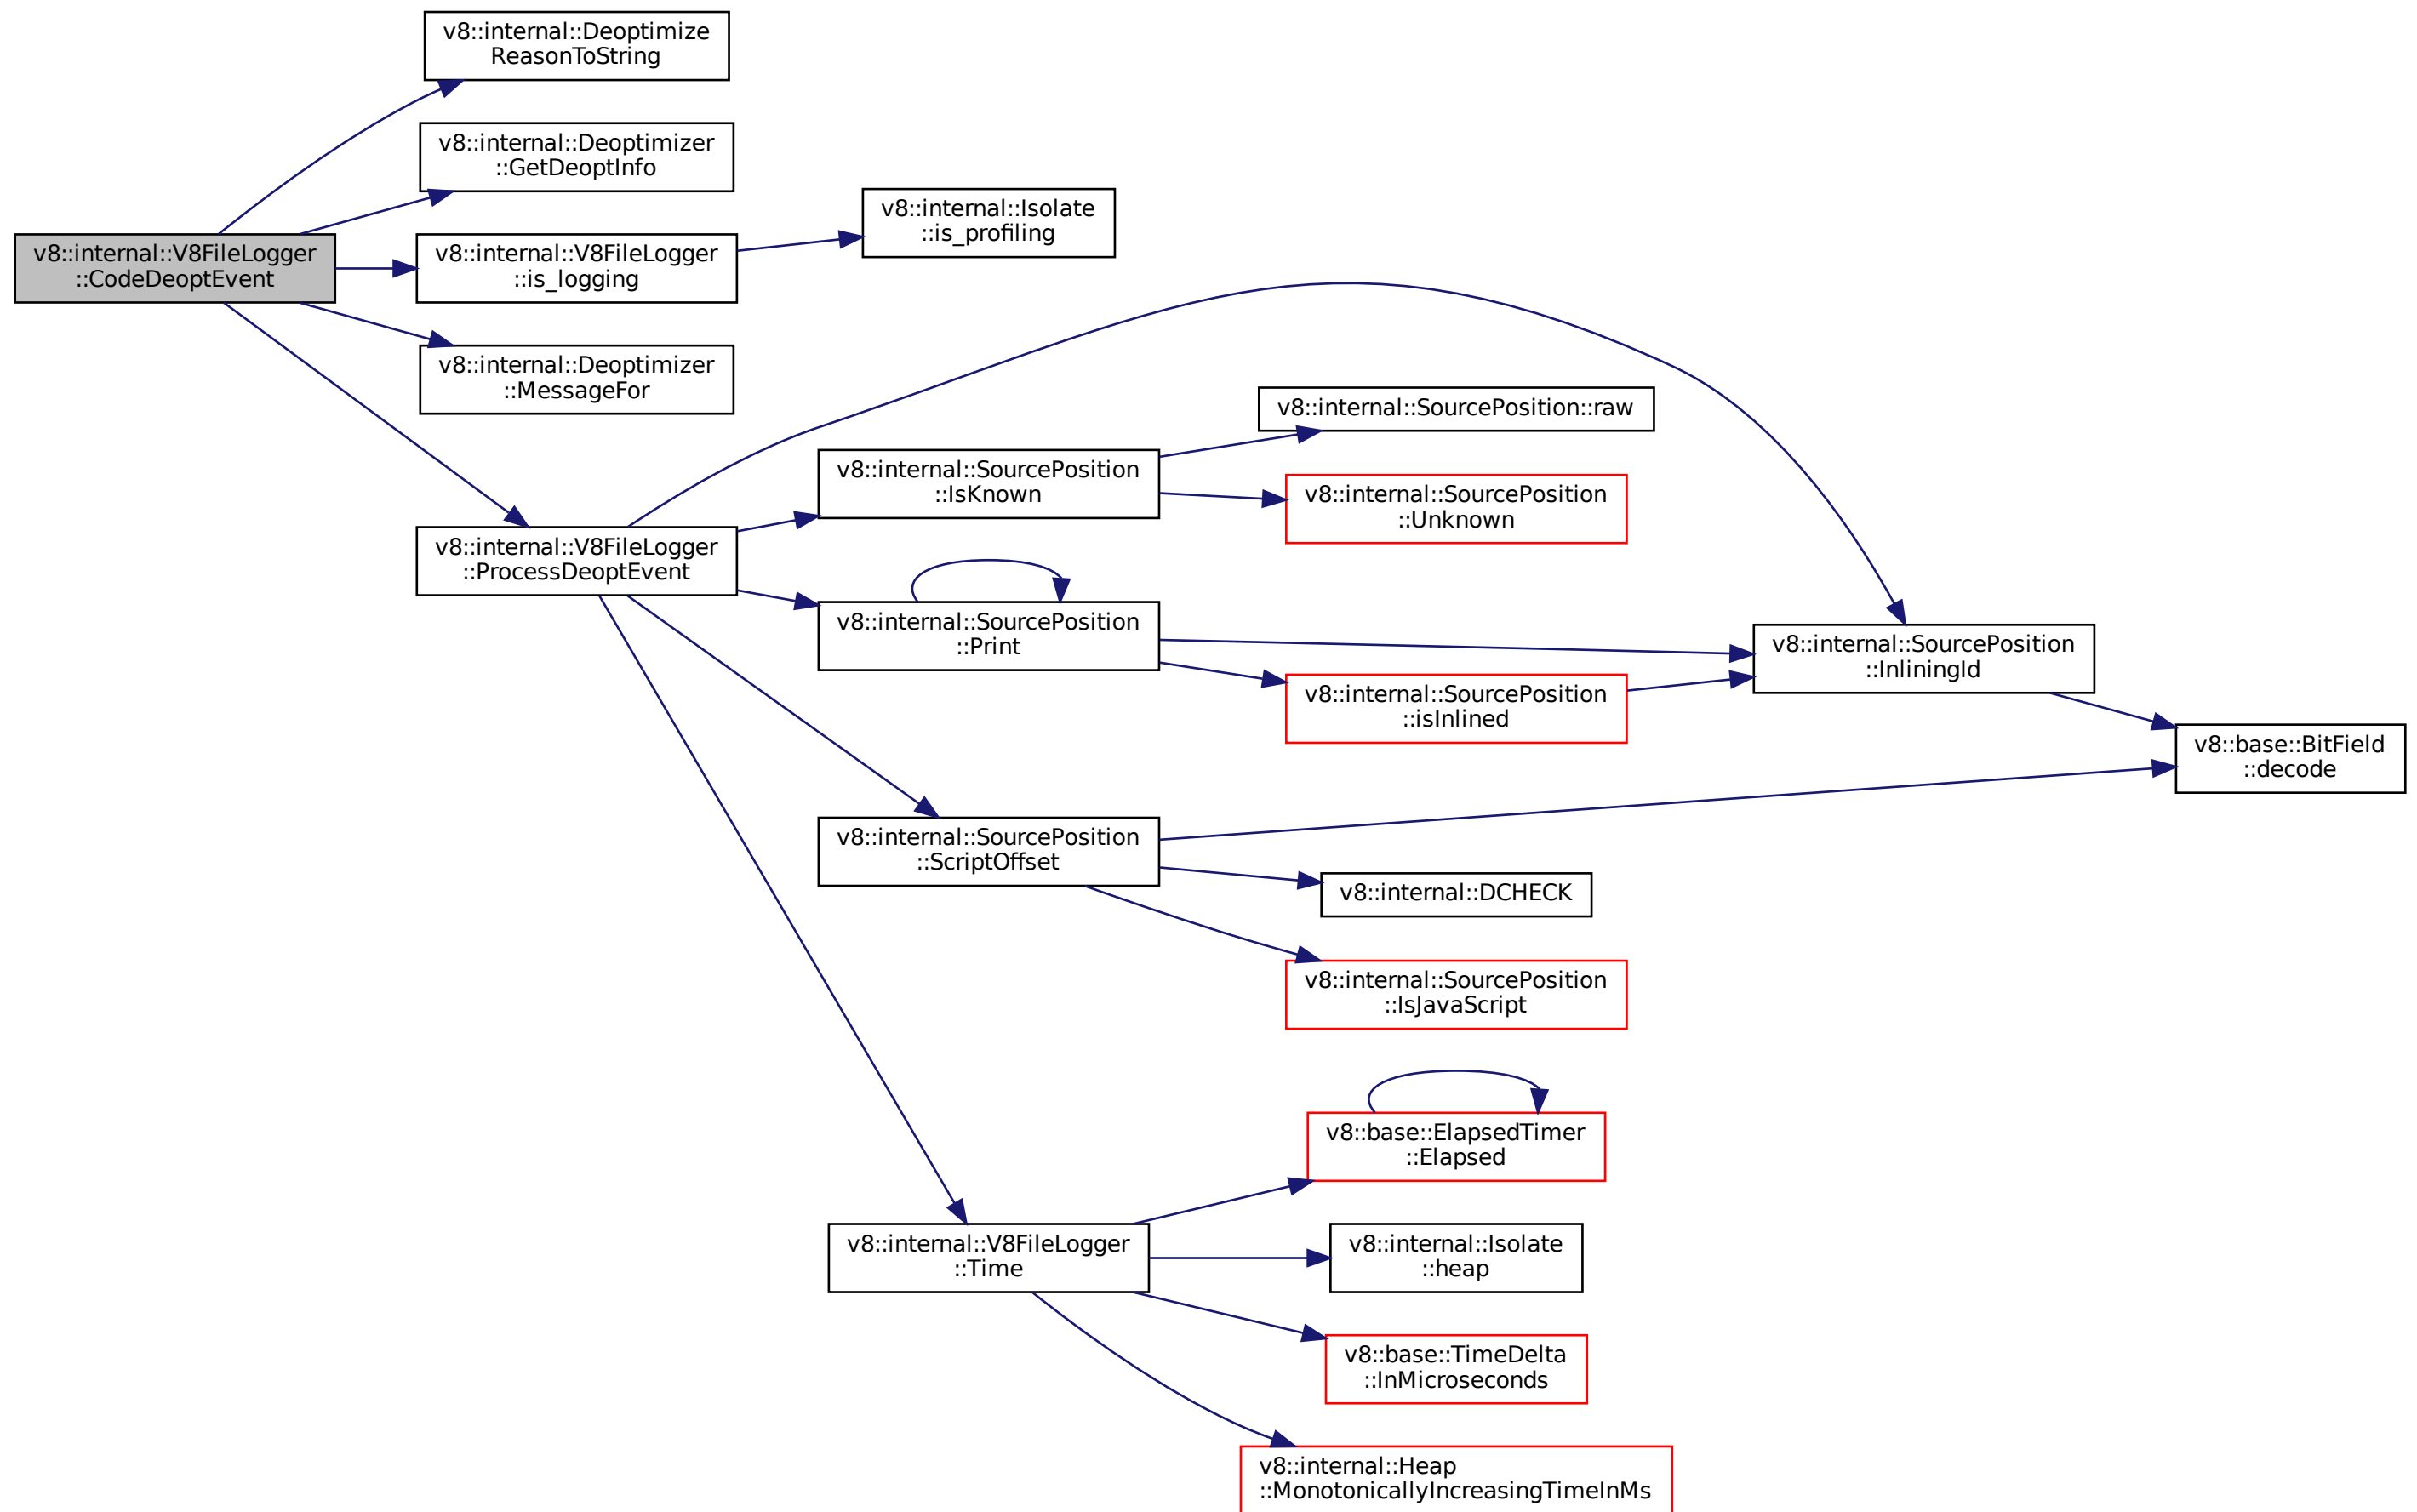 v8::internal::Deoptimize
ReasonToString
v8::internal::Deoptimizer
::GetDeoptInfo
v8::internal::V8FileLogger
::CodeDeoptEvent
v8::internal::V8FileLogger
::is_logging
v8::internal::Isolate
::is_profiling
v8::internal::Deoptimizer
::MessageFor
v8::internal::V8FileLogger
::ProcessDeoptEvent
v8::internal::SourcePosition
::IsKnown
v8::internal::SourcePosition::raw
v8::internal::SourcePosition
::Unknown
v8::internal::SourcePosition
::Print
v8::internal::SourcePosition
::isInlined
v8::internal::SourcePosition
::InliningId
v8::base::BitField
::decode
v8::internal::SourcePosition
::ScriptOffset
v8::internal::DCHECK
v8::internal::SourcePosition
::IsJavaScript
v8::base::ElapsedTimer
::Elapsed
v8::internal::V8FileLogger
::Time
v8::internal::Isolate
::heap
v8::base::TimeDelta
::InMicroseconds
v8::internal::Heap
::MonotonicallyIncreasingTimeInMs